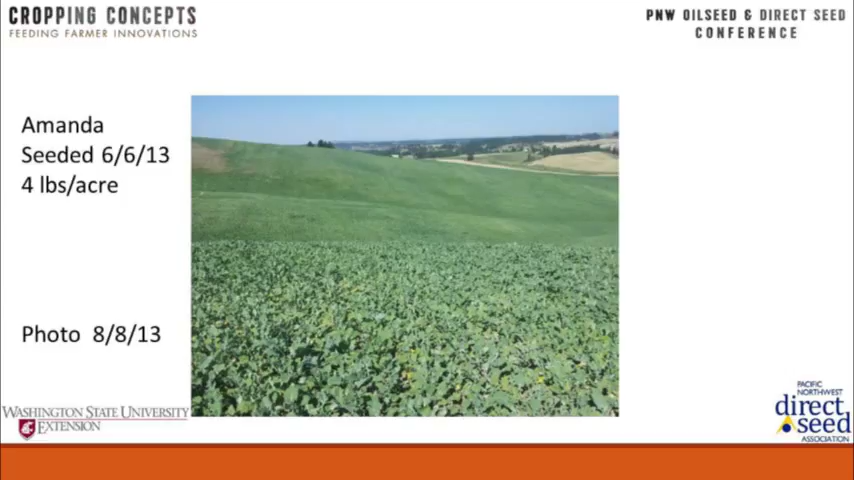 CROPPING CONCEPTS
FEEDING FARMER INNOVATIONS
PNW OILSEED & DIRECT SEED
CONFERENCE
Amanda
Seeded 6/6/13
4 lbs/acre
Photo 8/8/13
WASHINGTON STATE UNIVERSITY
EXTENSION
PACIFIC
NORTHWEST
direct
seed
ASSOCIATION